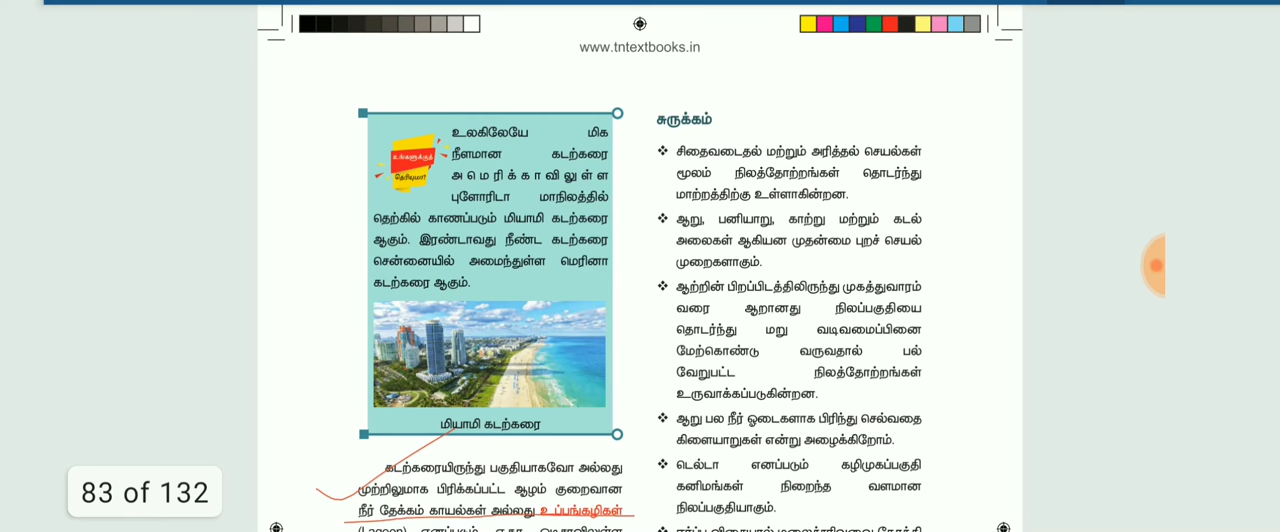 www.tntextbooks.in
உங்களுக்குத்
தெரியுமா?
உலகிலேயே மிக
நீளமான கடற்கரை
அமெரிக்காவிலுள்ள
புளோரிடா மாநிலத்தில்
தெற்கில் காணப்படும் மியாமி கடற்கரை
ஆகும். இரண்டாவது நீண்ட கடற்கரை
சென்னையில் அமைந்துள்ள மெரினா
கடற்கரை ஆகும்.
மியாமி கடற்கரை
கடற்கரையிருந்து பகுதியாகவோ அல்லது
முற்றிலுமாக பிரிக்கப்பட்ட ஆழம் குறைவான
நீர் தேக்கம் காயல்கள் அல்லது உப்பங்கழிகள்
சுருக்கம்
❖ சிதைவடைதல் மற்றும் அரித்தல் செயல்கள்
மூலம் நிலத்தோற்றங்கள் தொடர்ந்து
மாற்றத்திற்கு உள்ளாகின்றன.
❖ ஆறு, பனியாறு, காற்று மற்றும் கடல்
அலைகள் ஆகியன முதன்மை புறச் செயல்
முறைகளாகும்.
❖ ஆற்றின் பிறப்பிடத்திலிருந்து முகத்துவாரம்
வரை ஆறானது நிலப்பகுதியை
தொடர்ந்து மறு வடிவமைப்பினை
மேற்கொண்டு வருவதால் பல்
வேறுபட்ட நிலத்தோற்றங்கள்
உருவாக்கப்படுகின்றன.
❖ ஆறு பல நீர் ஓடைகளாக பிரிந்து செல்வதை
கிளையாறுகள் என்று அழைக்கிறோம்.
❖ டெல்டா எனப்படும் கழிமுகப்பகுதி
கனிமங்கள் நிறைந்த வளமான
நிலப்பகுதியாகும்.
83 of 132